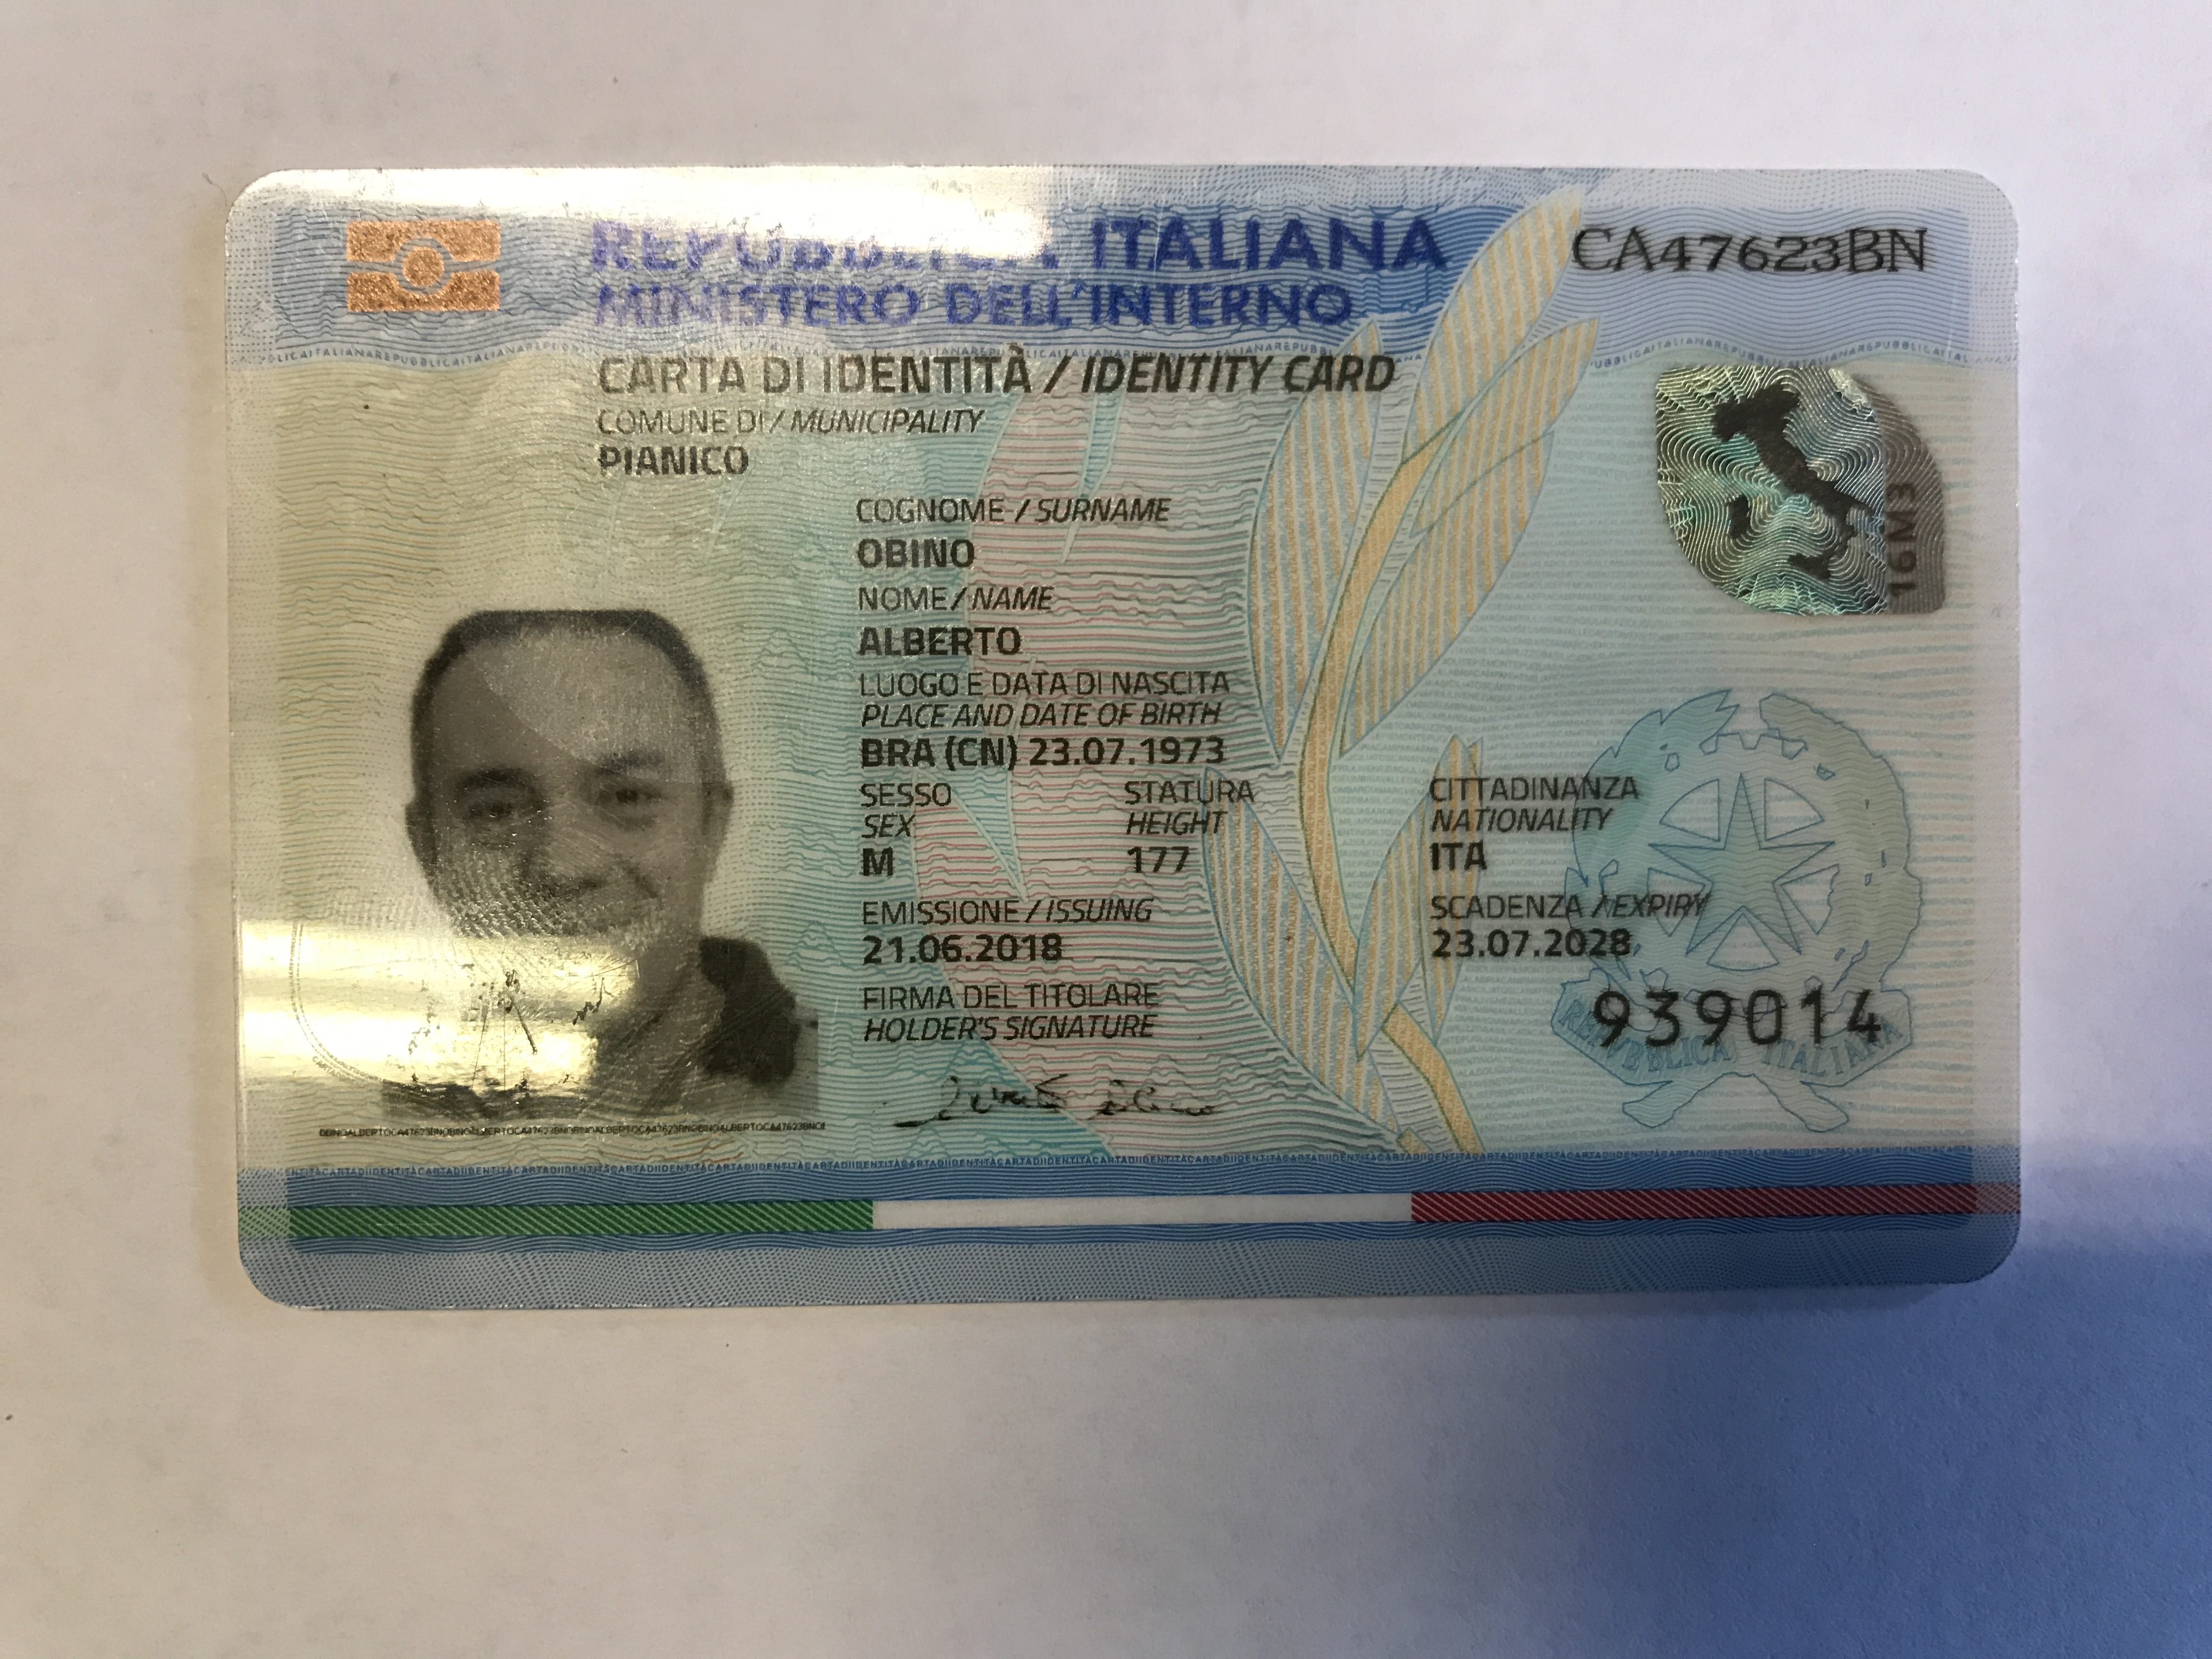 REPUBBLICA ITALIANA
CA47623BN
MINISTERO DELL'INTERNO
CARTA DI IDENTITÀ / IDENTITY CARD
COMUNE DI / MUNICIPALITY
PIANICO
COGNOME / SURNAME
OBINO
NOME / NAME
ALBERTO
LUOGO E DATA DI NASCITA
PLACE AND DATE OF BIRTH
BRA (CN) 23.07.1973
SESSO STATURA CITTADINANZA
SEX HEIGHT NATIONALITY
M 177 ITA
EMISSIONE / ISSUING SCADENZA / EXPIRY
21.06.2018 23.07.2028
FIRMA DEL TITOLARE
HOLDER'S SIGNATURE
939014
16M3